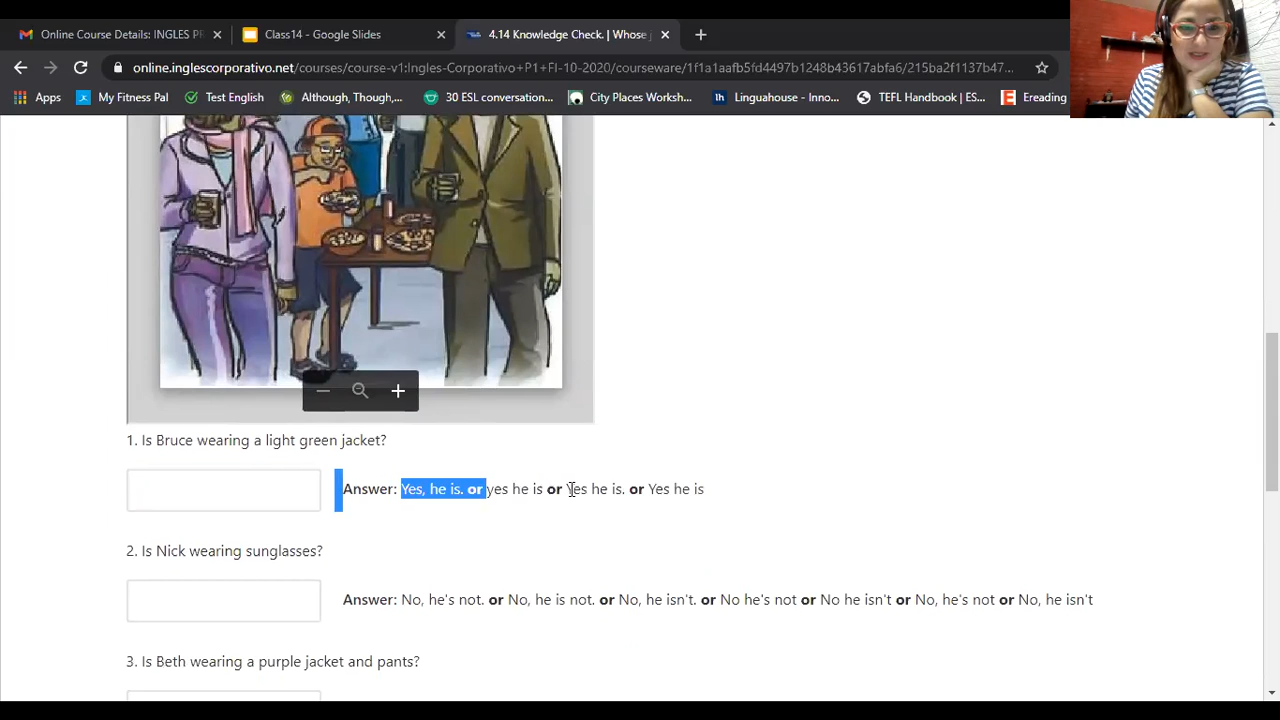 Online Course Details: INGLES PR
Class14 - Google Slides
4.14 Knowledge Check. | Whose j
online.inglescorporativo.net/courses/course-v1:Ingles-Corporativo+P1+FI-10-2020/courseware/1f1a1aafb5fd4497b1248b43617abfa6/215ba2f1137b47...
Apps
My Fitness Pal
Test English
Although, Though,...
30 ESL conversation...
City Places Worksh...
Linguahouse - Inno...
TEFL Handbook | ES...
Ereading
1. Is Bruce wearing a light green jacket?
Answer: Yes, he is. or yes he is or Yes he is. or Yes he is
2. Is Nick wearing sunglasses?
Answer: No, he's not. or No, he is not. or No, he isn't. or No he's not or No he isn't or No, he's not or No, he isn't
3. Is Beth wearing a purple jacket and pants?